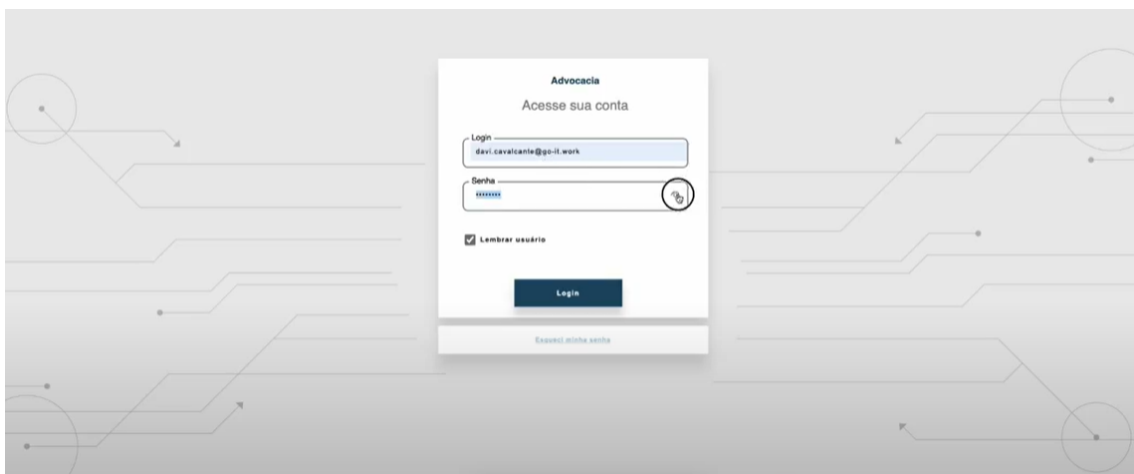 Advocacia
Acesse sua conta
Login
davi.cavalcante@go-it.work
Senha
••••••••
Lembrar usuário
Login
Esqueci minha senha